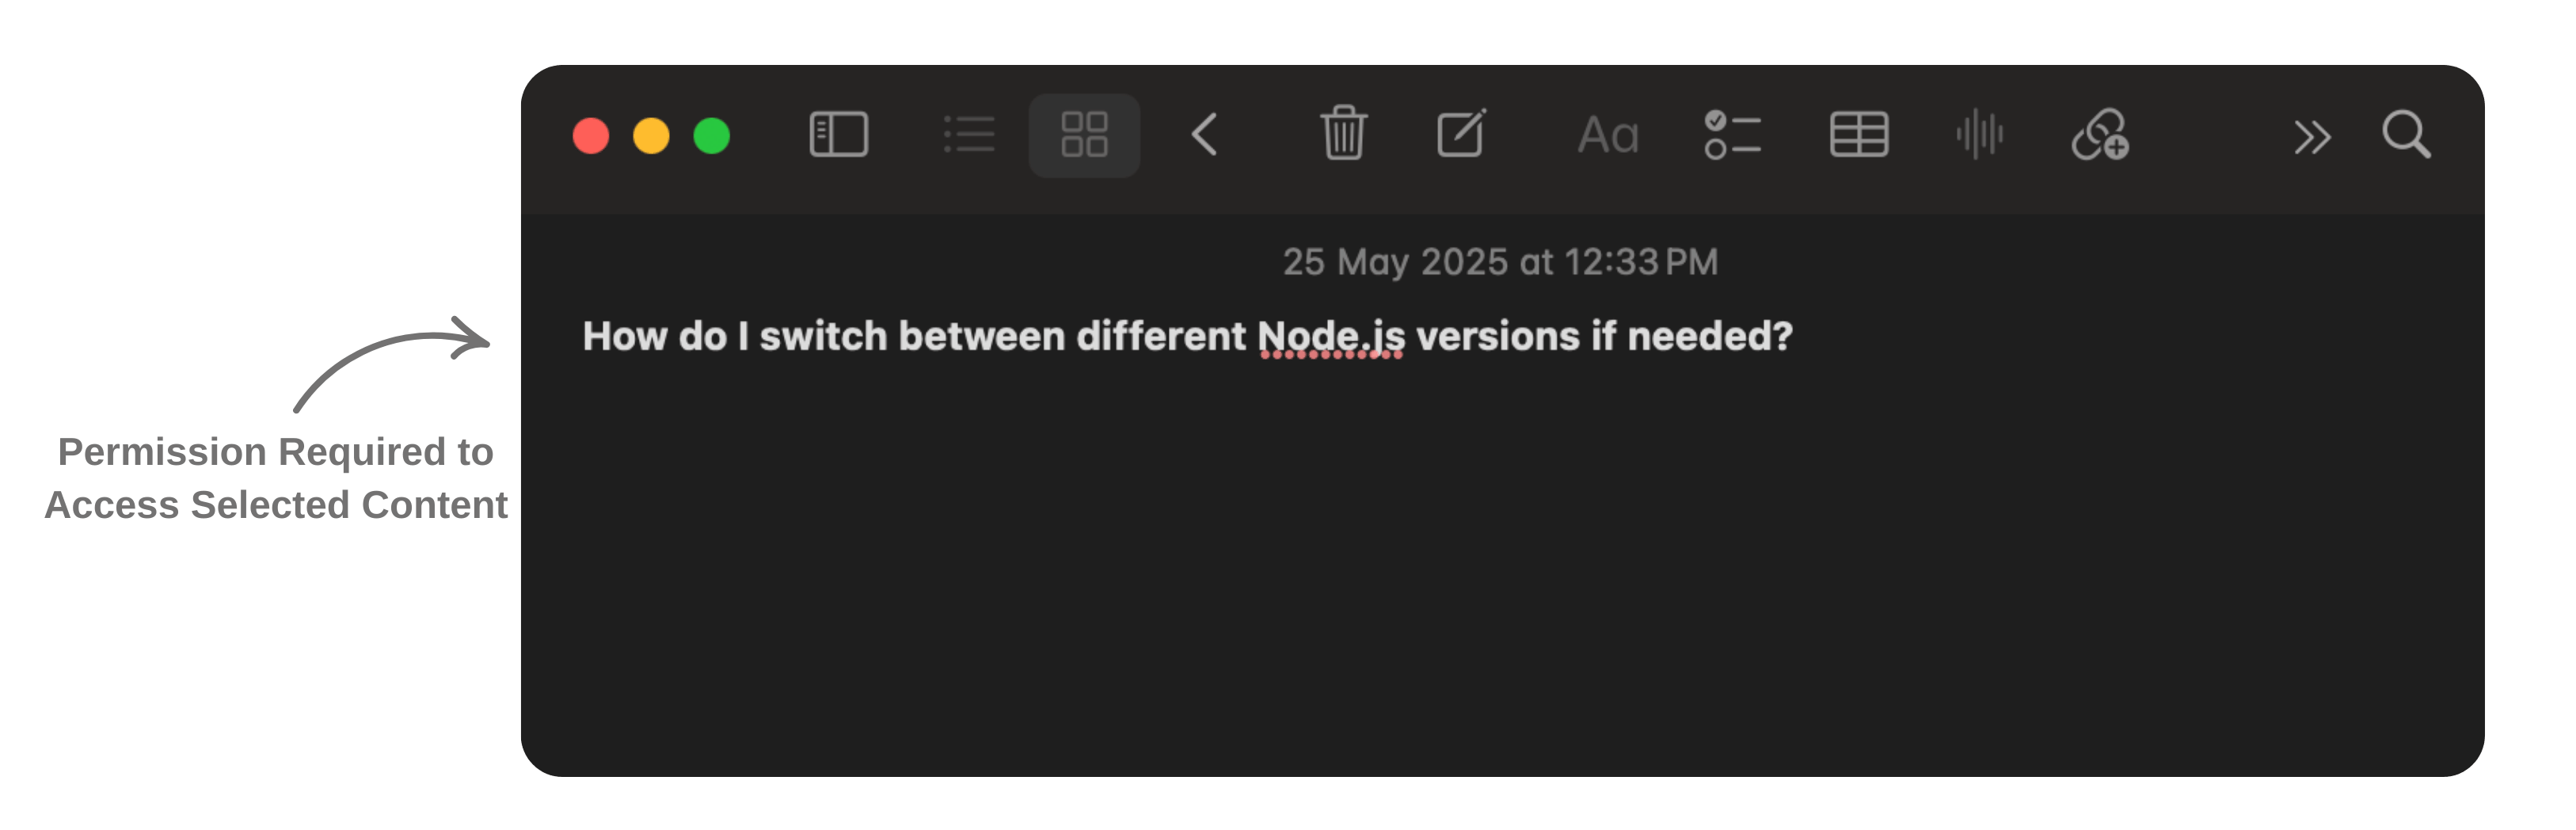 Aa
25 May 2025 at 12:33 PM
How do I switch between different Node.js versions if needed?
Permission Required to
Access Selected Content